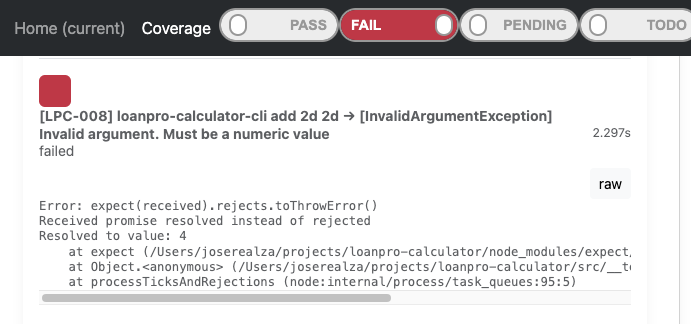 Home (current) Coverage PASS FAIL PENDING TODO
[LPC-008] loanpro-calculator-cli add 2d 2d → [InvalidArgumentException]
Invalid argument. Must be a numeric value 2.297s
failed
raw
Error: expect(received).rejects.toThrowError()
Received promise resolved instead of rejected
Resolved to value: 4
at expect (/Users/joserealza/projects/loanpro-calculator/node_modules/expect/
at Object.<anonymous> (/Users/joserealza/projects/loanpro-calculator/src/__te
at processTicksAndRejections (node:internal/process/task_queues:95:5)